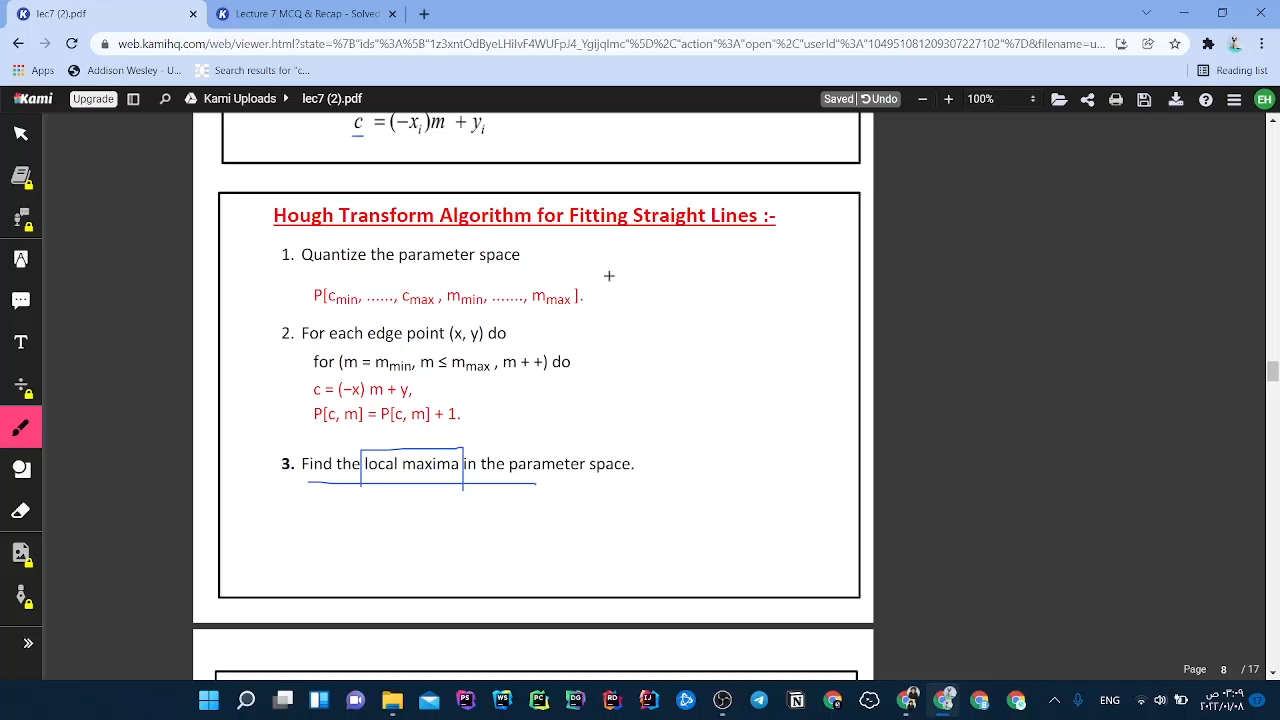 lec7 (2).pdf
Lecture 7 MCQ & Recap - Solved
web.kamihq.com/web/viewer.html?state=%7B"ids"%3A%5B"1z3xntOdByeLHiIvF4WUFpJ4_YgIjqlmc"%5D%2C"action"%3A"open"%2C"userId"%3A"104951081209307227102"%7D&filename=u...
Apps
Addison Wesley - U...
Search results for "c...
Reading list
Kami
Upgrade
Kami Uploads
lec7 (2).pdf
Saved
Undo
100%
EH
c = (−xi)m + yi
Hough Transform Algorithm for Fitting Straight Lines :-
1. Quantize the parameter space
P[cmin, ......, cmax , mmin, ......., mmax ].
2. For each edge point (x, y) do
for (m = mmin, m ≤ mmax , m + +) do
c = (−x) m + y,
P[c, m] = P[c, m] + 1.
3. Find the local maxima in the parameter space.
Page 8 / 17
ENG